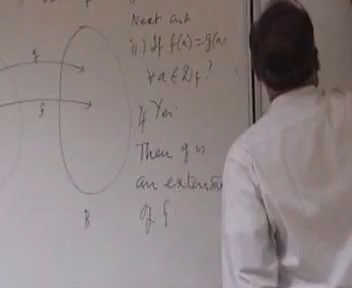 g
f
Next ask
ii) If f(a) = g(a
∀ a ∈ D_f ?
If Yes
Then g is
an extension
of f.
B